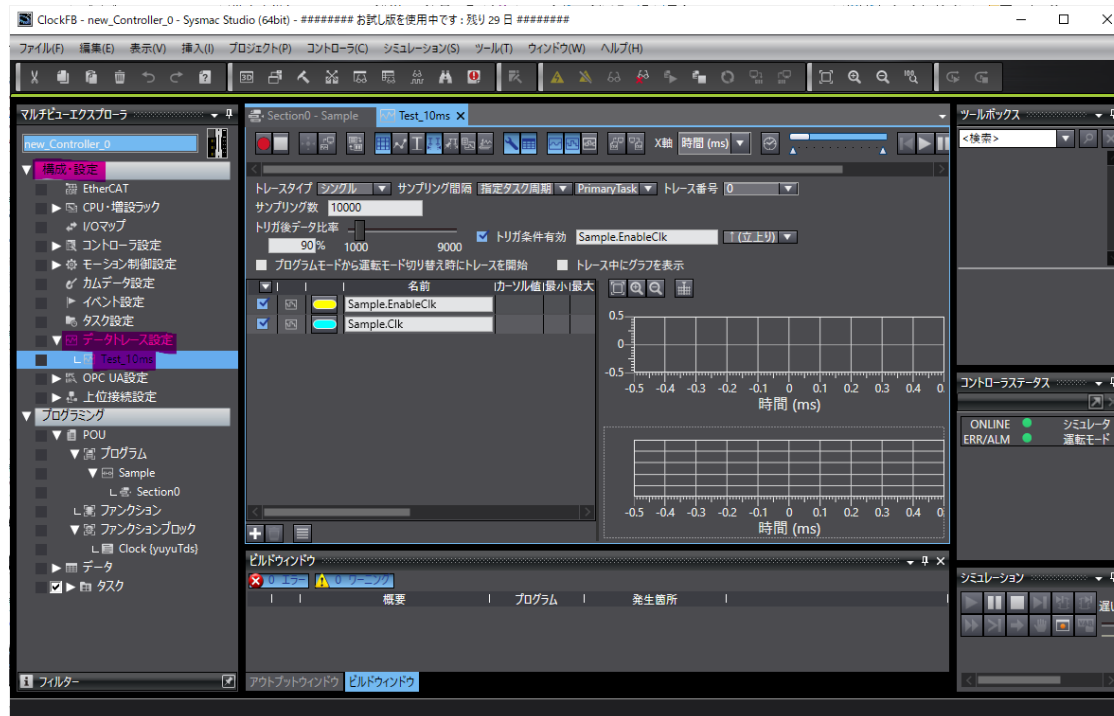 ClockFB - new_Controller_0 - Sysmac Studio (64bit) - ######## お試し版を使用中です : 残り 29 日 ########
ファイル(F) 編集(E) 表示(V) 挿入(I) プロジェクト(P) コントローラ(C) シミュレーション(S) ツール(T) ウィンドウ(W) ヘルプ(H)
マルチビューエクスプローラ
new_Controller_0
構成・設定
EtherCAT
CPU・増設ラック
I/Oマップ
コントローラ設定
モーション制御設定
カムデータ設定
イベント設定
タスク設定
データトレース設定
Test_10ms
OPC UA設定
上位接続設定
プログラミング
POU
プログラム
Sample
Section0
ファンクション
ファンクションブロック
Clock {yuyuTds}
データ
タスク
フィルター
Section0 - Sample Test_10ms
X軸 時間 (ms)
トレースタイプ シングル サンプリング間隔 指定タスク周期 PrimaryTask トレース番号 0
サンプリング数 10000
トリガ後データ比率
90 % 1000 9000 トリガ条件有効 Sample.EnableClk ↑(立上り)
プログラムモードから運転モード切り替え時にトレースを開始 トレース中にグラフを表示
名前 カーソル値 最小 最大
Sample.EnableClk
Sample.Clk
0.5
0
-0.5
-0.5 -0.4 -0.3 -0.2 -0.1 0 0.1 0.2 0.3 0.4 0.
時間 (ms)
-0.5 -0.4 -0.3 -0.2 -0.1 0 0.1 0.2 0.3 0.4 0.
時間 (ms)
ビルドウィンドウ
0 エラー 0 ワーニング
概要 プログラム 発生箇所
アウトプットウィンドウ ビルドウィンドウ
ツールボックス
<検索>
コントローラステータス
ONLINE シミュレータ
ERR/ALM 運転モード
シミュレーション
遅い